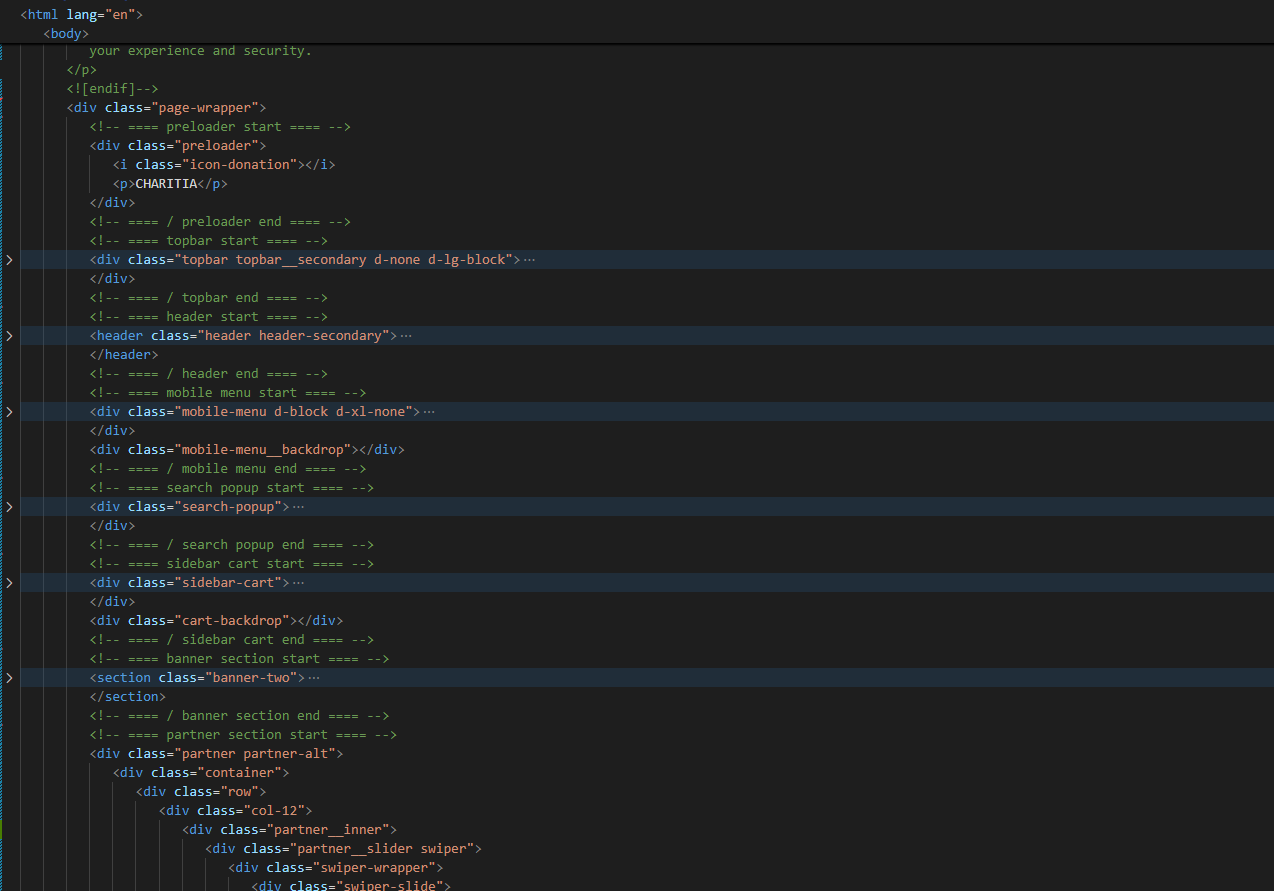 <html lang="en">
<body>
your experience and security.
</p>
<![endif]-->
<div class="page-wrapper">
<!-- ==== preloader start ==== -->
<div class="preloader">
<i class="icon-donation"></i>
<p>CHARITIA</p>
</div>
<!-- ==== / preloader end ==== -->
<!-- ==== topbar start ==== -->
<div class="topbar topbar__secondary d-none d-lg-block">⋯
</div>
<!-- ==== / topbar end ==== -->
<!-- ==== header start ==== -->
<header class="header header-secondary">⋯
</header>
<!-- ==== / header end ==== -->
<!-- ==== mobile menu start ==== -->
<div class="mobile-menu d-block d-xl-none">⋯
</div>
<div class="mobile-menu__backdrop"></div>
<!-- ==== / mobile menu end ==== -->
<!-- ==== search popup start ==== -->
<div class="search-popup">⋯
</div>
<!-- ==== / search popup end ==== -->
<!-- ==== sidebar cart start ==== -->
<div class="sidebar-cart">⋯
</div>
<div class="cart-backdrop"></div>
<!-- ==== / sidebar cart end ==== -->
<!-- ==== banner section start ==== -->
<section class="banner-two">⋯
</section>
<!-- ==== / banner section end ==== -->
<!-- ==== partner section start ==== -->
<div class="partner partner-alt">
<div class="container">
<div class="row">
<div class="col-12">
<div class="partner__inner">
<div class="partner__slider swiper">
<div class="swiper-wrapper">
<div class="swiper-slide">